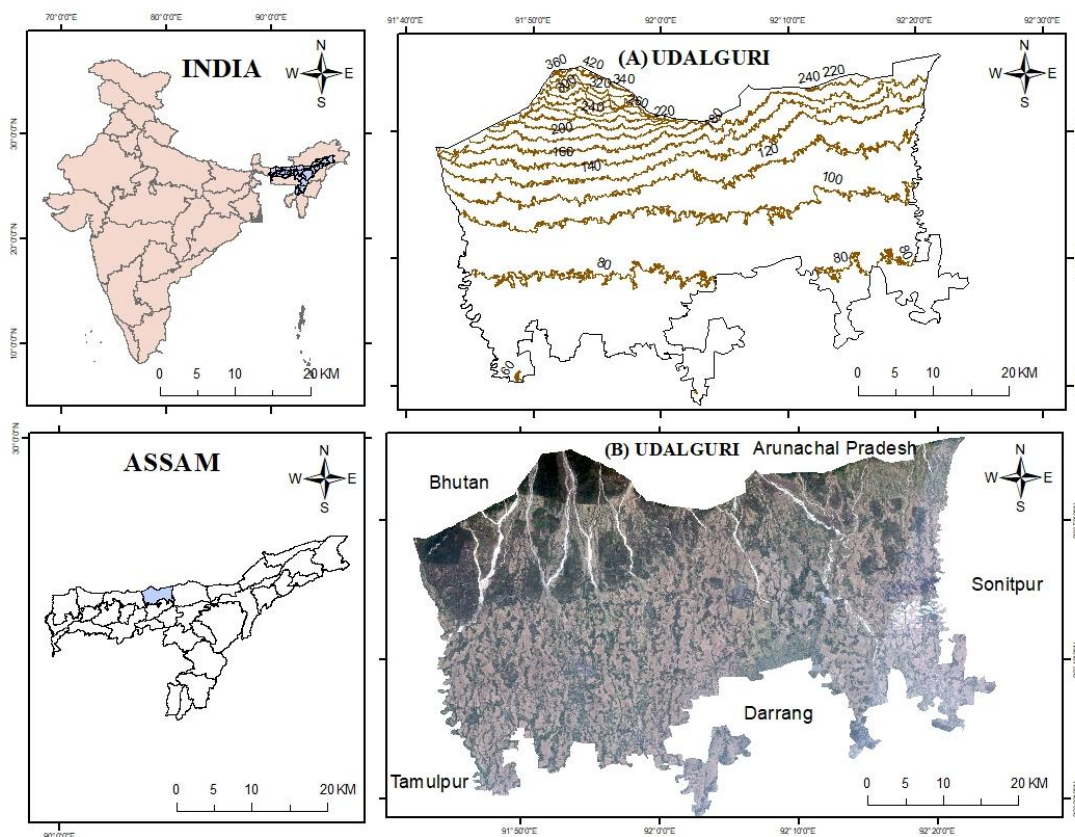 70°0'0"E 80°0'0"E 90°0'0"E
INDIA
N
W E
S
30°0'0"N
20°0'0"N
10°0'0"N
0 5 10 20 KM
91°40'0"E 91°50'0"E 92°0'0"E 92°10'0"E 92°20'0"E 92°30'0"E
(A) UDALGURI
N
W E
S
360 420 340
300 320
240 260 220
240 220
200
160
140
120
100
80
80
80
0 5 10 20 KM
30°0'0"N
ASSAM
N
W E
S
0 5 10 20 KM
90°0'0"E
(B) UDALGURI
Arunachal Pradesh
N
W E
S
Bhutan
Sonitpur
Darrang
Tamulpur
0 5 10 20 KM
91°50'0"E 92°0'0"E 92°10'0"E 92°20'0"E